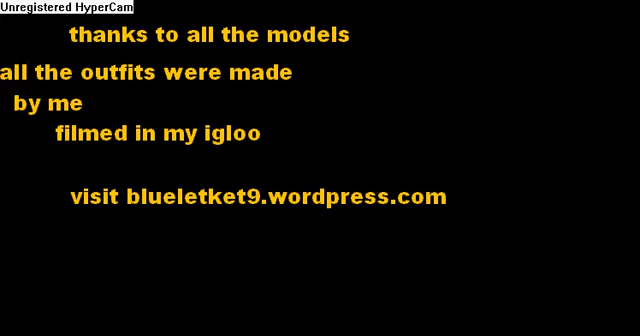 Unregistered HyperCam
thanks to all the models
all the outfits were made
by me
filmed in my igloo
visit blueletket9.wordpress.com